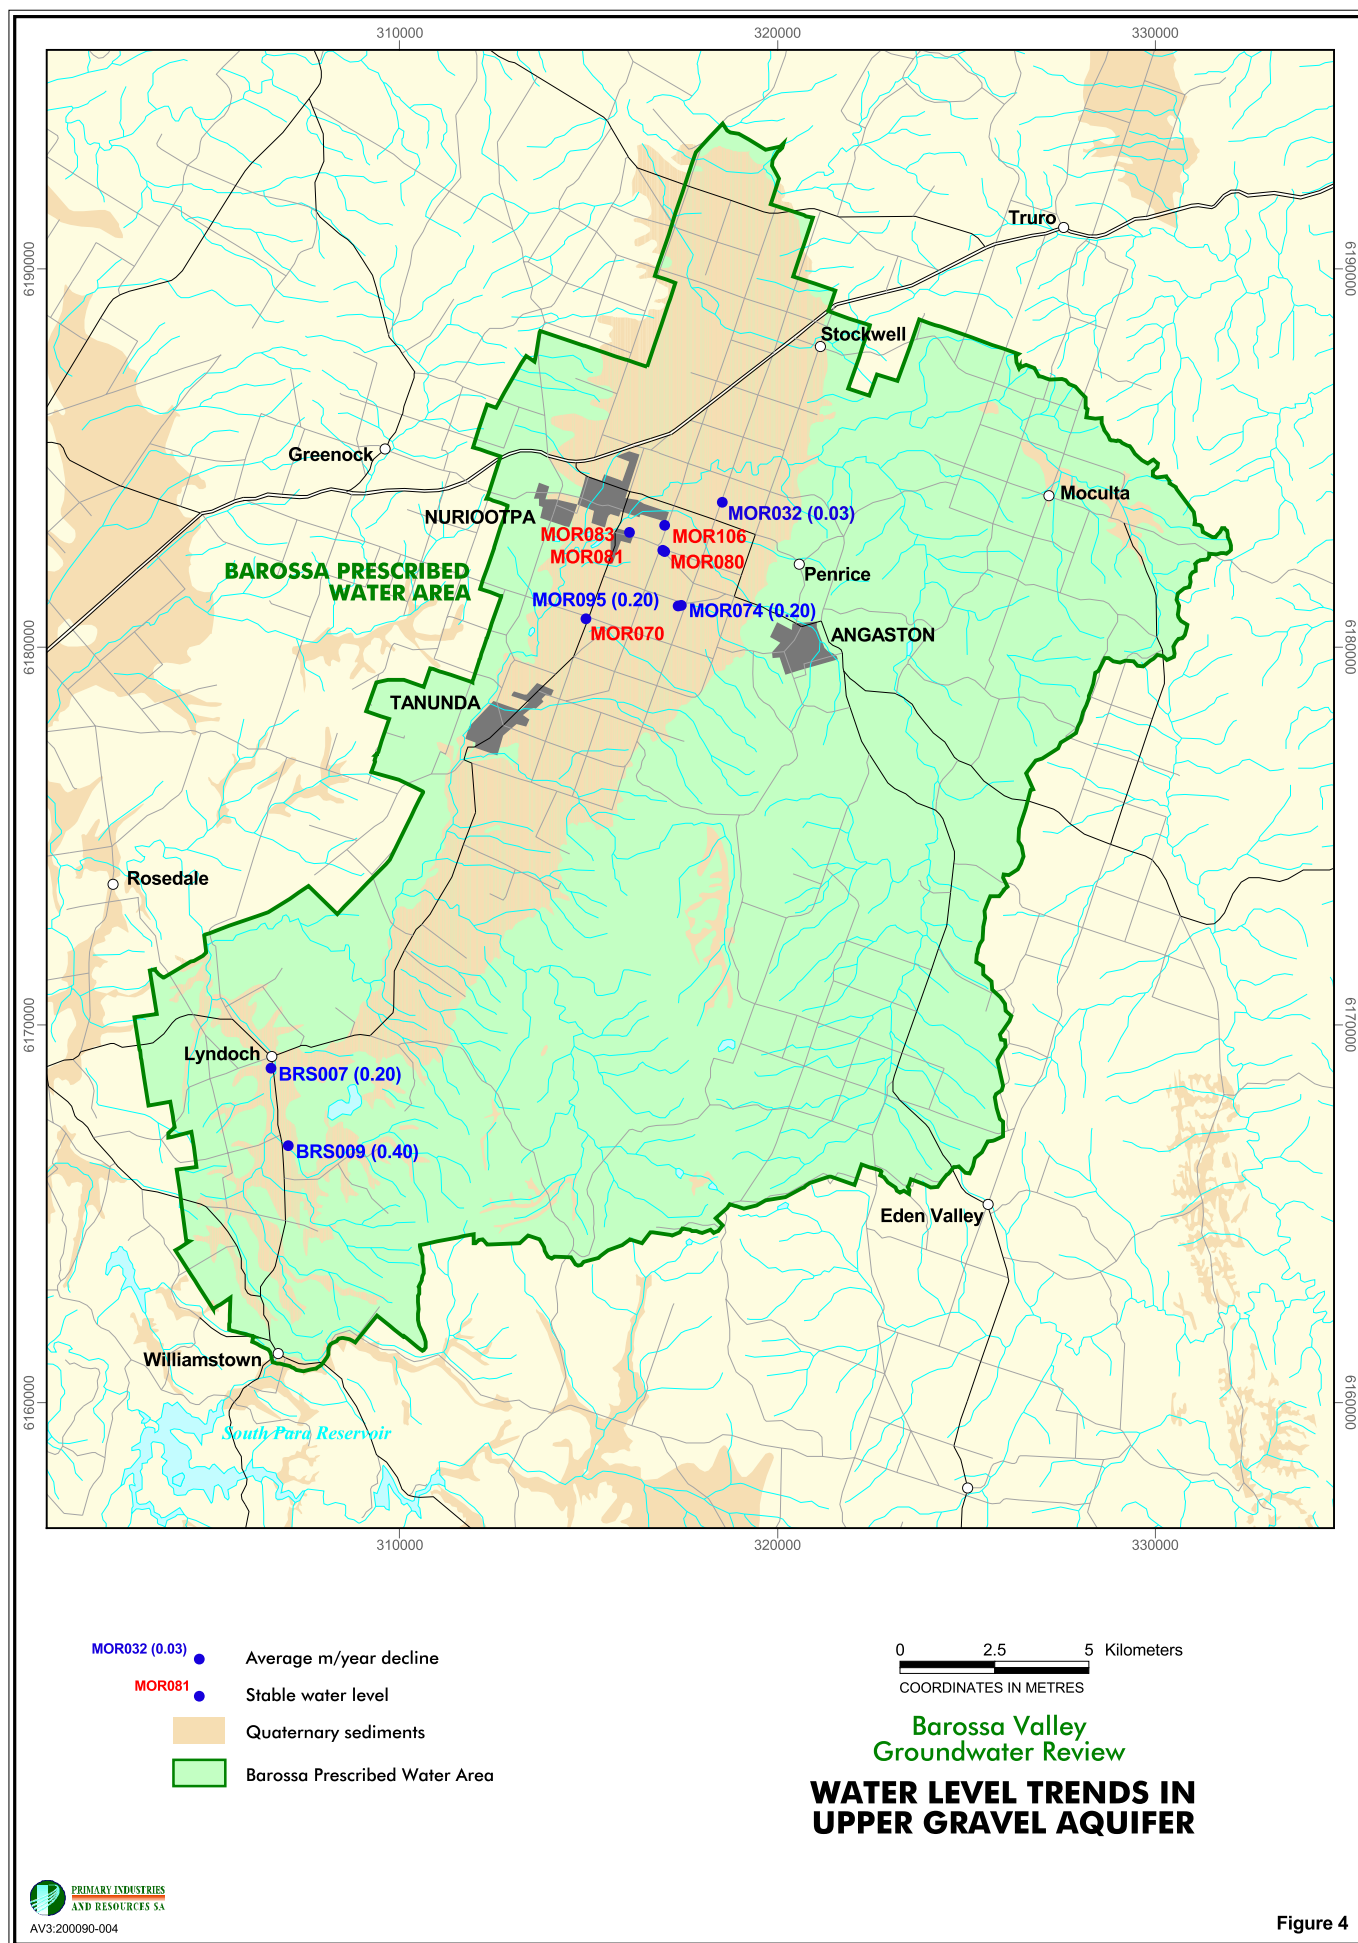 310000
320000
330000
6190000
6190000
Truro
Stockwell
Greenock
Moculta
NURIOOTPA
MOR032 (0.03)
MOR083
MOR106
MOR081
MOR080
BAROSSA PRESCRIBED
WATER AREA
Penrice
MOR095 (0.20)
MOR074 (0.20)
MOR070
ANGASTON
6180000
6180000
TANUNDA
Rosedale
6170000
6170000
Lyndoch
BRS007 (0.20)
BRS009 (0.40)
Eden Valley
Williamstown
6160000
6160000
South Para Reservoir
310000
320000
330000
MOR032 (0.03)
Average m/year decline
MOR081
Stable water level
Quaternary sediments
Barossa Prescribed Water Area
0 2.5 5 Kilometers
COORDINATES IN METRES
Barossa Valley
Groundwater Review
WATER LEVEL TRENDS IN
UPPER GRAVEL AQUIFER
PRIMARY INDUSTRIES
AND RESOURCES SA
AV3:200090-004
Figure 4